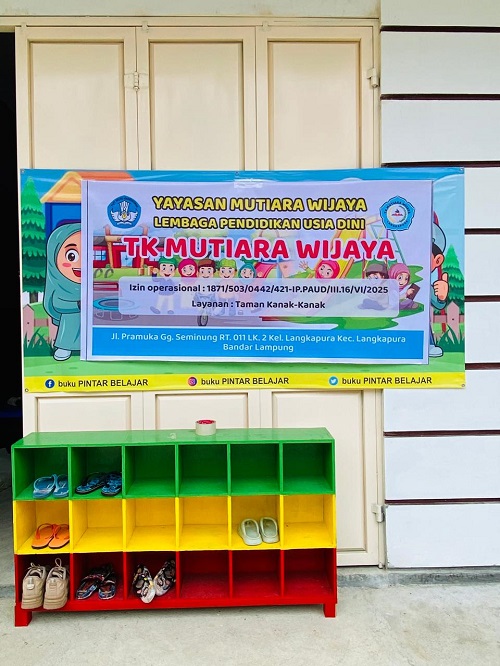 YAYASAN MUTIARA WIJAYA
LEMBAGA PENDIDIKAN USIA DINI
TK MUTIARA WIJAYA
Izin operasional : 1871/503/0442/421-IP.PAUD/III.16/VI/2025
Layanan : Taman Kanak-Kanak
Jl. Pramuka Gg. Seminung RT. 011 LK. 2 Kel. Langkapura Kec. Langkapura
Bandar Lampung
buku PINTAR BELAJAR buku PINTAR BELAJAR buku PINTAR BELAJAR